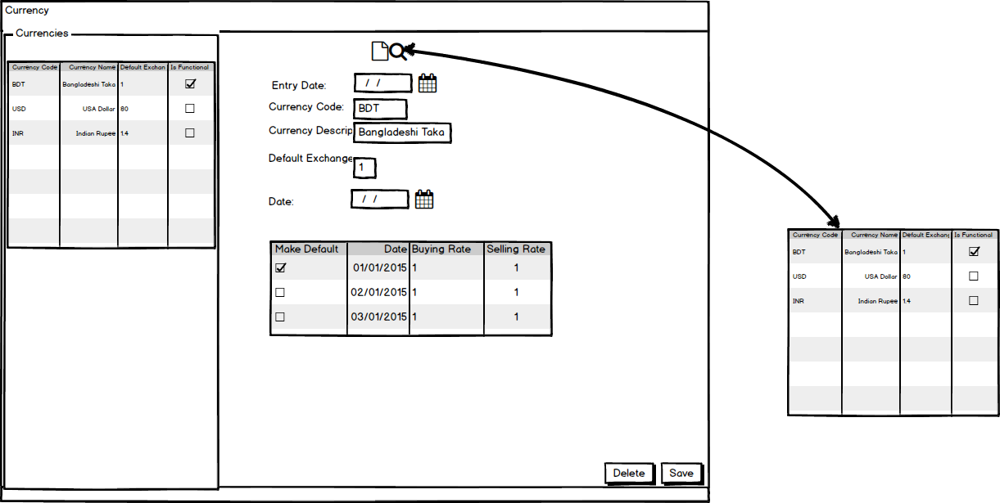 Currency
Currencies
Currency Code Currency Name Default Exchan Is Functional
BDT Bangladeshi Taka 1
USD USA Dollar 80
INR Indian Rupee 1.4
Entry Date: / /
Currency Code: BDT
Currency Descrip Bangladeshi Taka
Default Exchange 1
Date: / /
Make Default Date Buying Rate Selling Rate
01/01/2015 1 1
02/01/2015 1 1
03/01/2015 1 1
Delete Save
Currency Code Currency Name Default Exchang Is Functional
BDT Bangladeshi Taka 1
USD USA Dollar 80
INR Indian Rupee 1.4